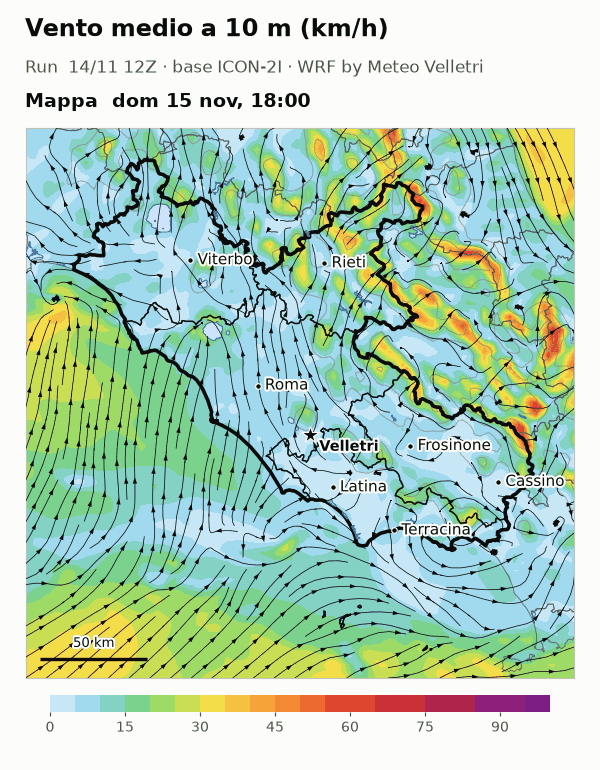 Vento medio a 10 m (km/h)
Run  14/11 12Z · base ICON-2I · WRF by Meteo Velletri
Mappa  dom 15 nov, 18:00
Viterbo
Rieti
Roma
Velletri
Frosinone
Latina
Cassino
Terracina
50 km
0 15 30 45 60 75 90